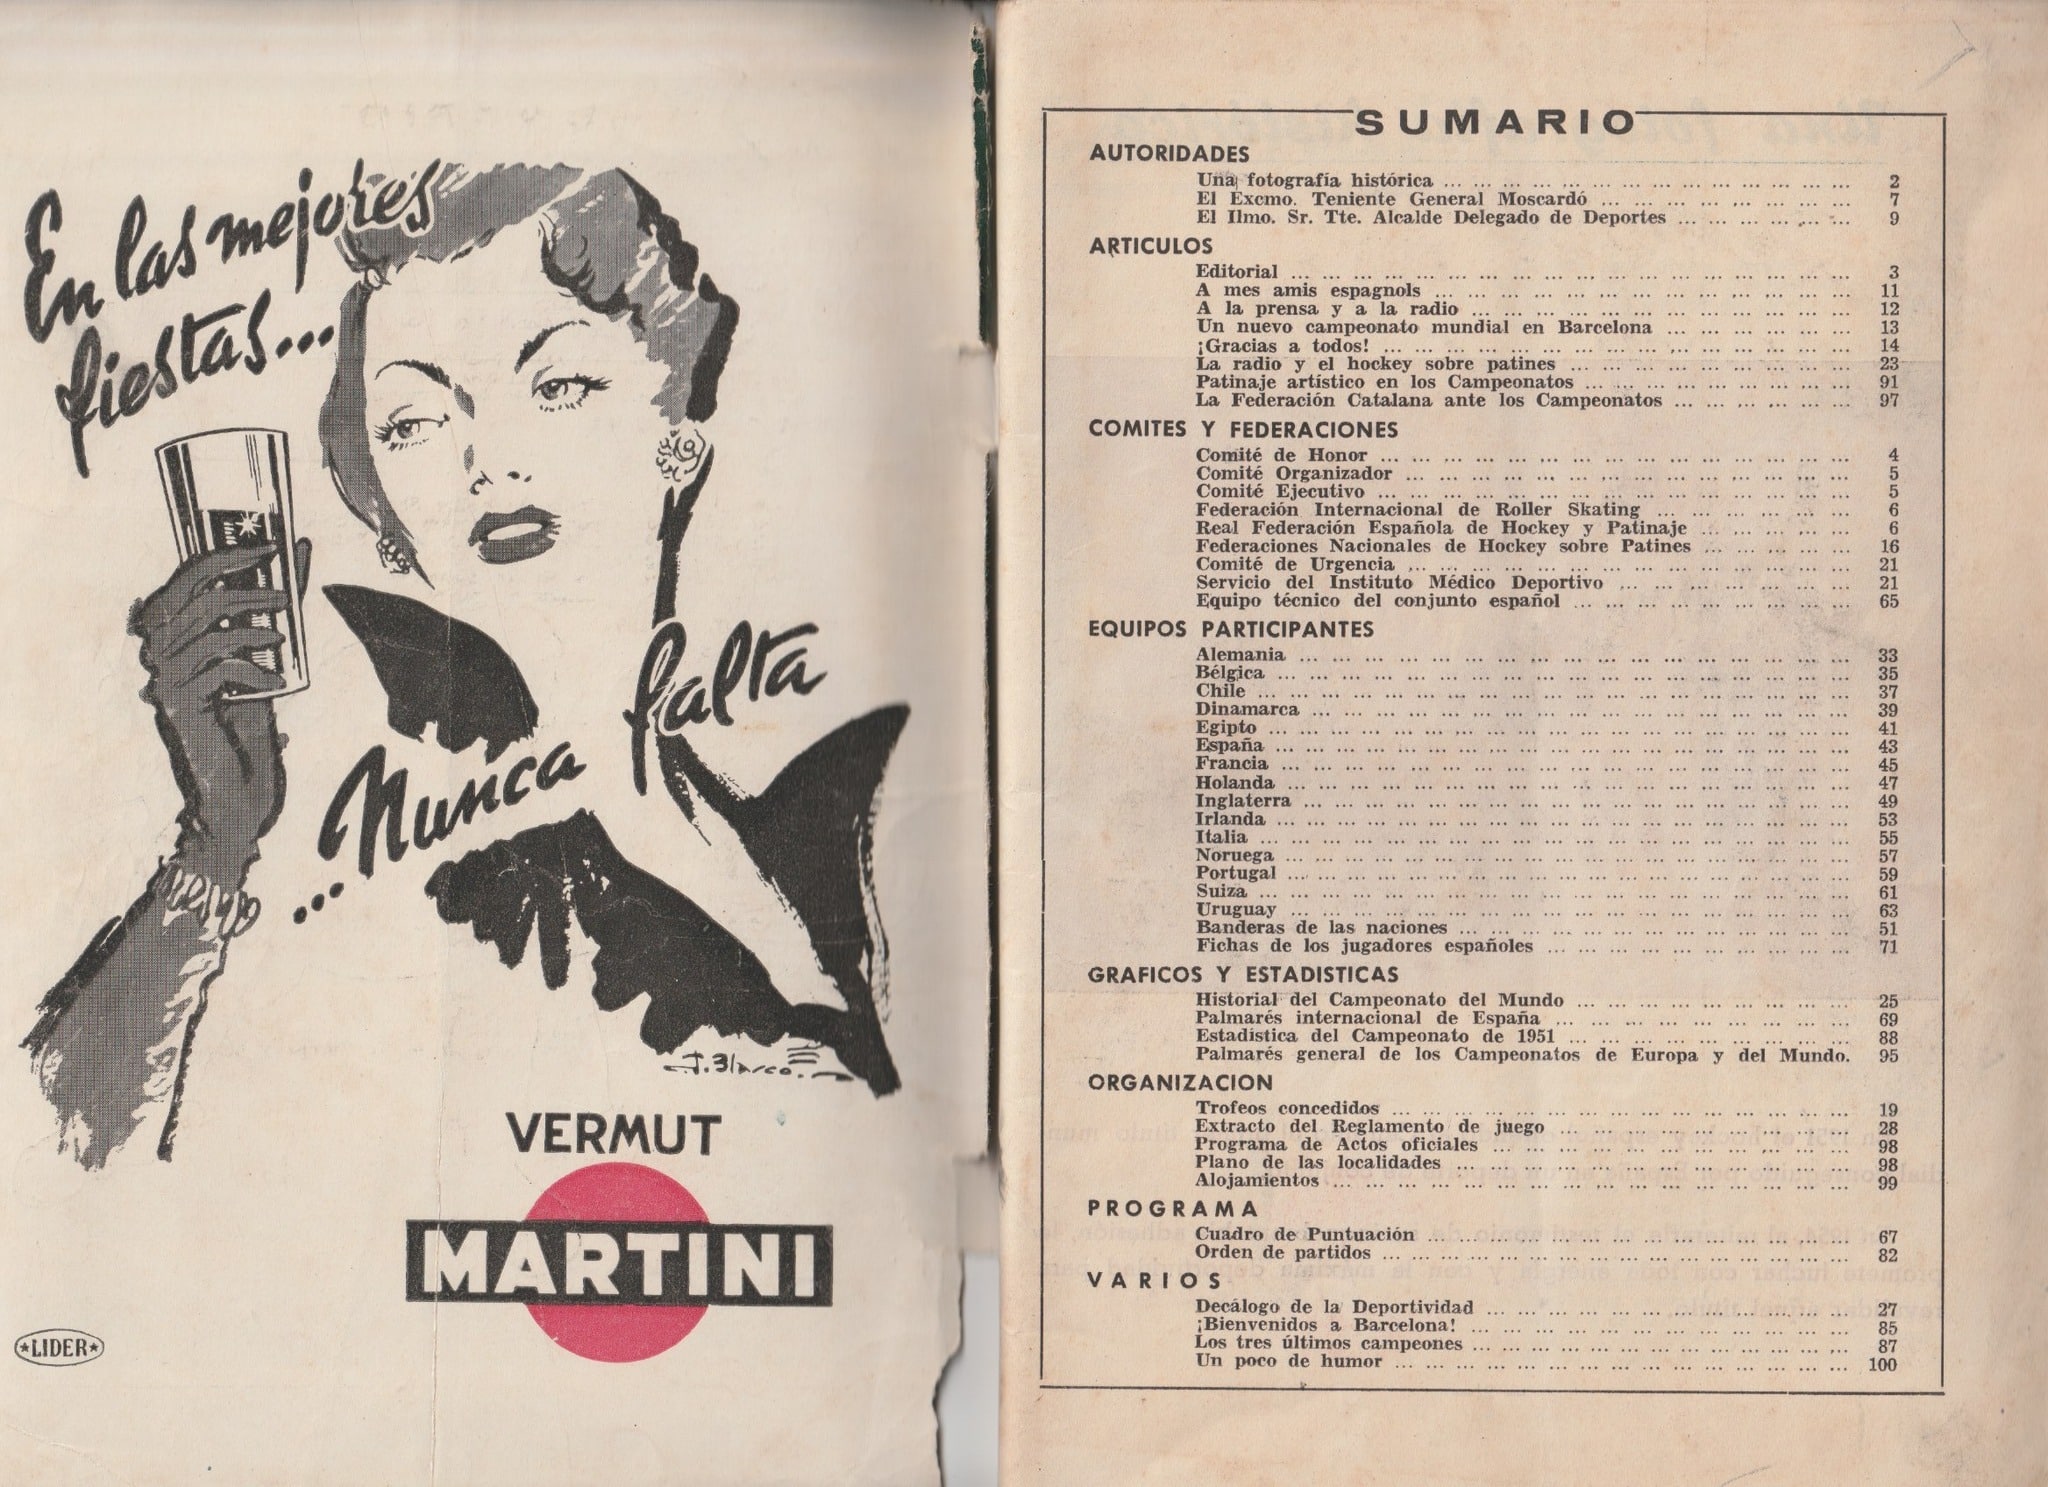 En las mejores
fiestas...
...Nunca falta
J. Blasco
VERMUT
MARTINI
*LIDER*
SUMARIO
AUTORIDADES
Una fotografía histórica ... 2
El Excmo. Teniente General Moscardó ... 7
El Ilmo. Sr. Tte. Alcalde Delegado de Deportes ... 9
ARTICULOS
Editorial ... 3
A mes amis espagnols ... 11
A la prensa y a la radio ... 12
Un nuevo campeonato mundial en Barcelona ... 13
¡Gracias a todos! ... 14
La radio y el hockey sobre patines ... 23
Patinaje artístico en los Campeonatos ... 91
La Federación Catalana ante los Campeonatos ... 97
COMITES Y FEDERACIONES
Comité de Honor ... 4
Comité Organizador ... 5
Comité Ejecutivo ... 5
Federación Internacional de Roller Skating ... 6
Real Federación Española de Hockey y Patinaje ... 6
Federaciones Nacionales de Hockey sobre Patines ... 16
Comité de Urgencia ... 21
Servicio del Instituto Médico Deportivo ... 21
Equipo técnico del conjunto español ... 65
EQUIPOS PARTICIPANTES
Alemania ... 33
Bélgica ... 35
Chile ... 37
Dinamarca ... 39
Egipto ... 41
España ... 43
Francia ... 45
Holanda ... 47
Inglaterra ... 49
Irlanda ... 53
Italia ... 55
Noruega ... 57
Portugal ... 59
Suiza ... 61
Uruguay ... 63
Banderas de las naciones ... 51
Fichas de los jugadores españoles ... 71
GRAFICOS Y ESTADISTICAS
Historial del Campeonato del Mundo ... 25
Palmarés internacional de España ... 69
Estadística del Campeonato de 1951 ... 88
Palmarés general de los Campeonatos de Europa y del Mundo. 95
ORGANIZACION
Trofeos concedidos ... 19
Extracto del Reglamento de juego ... 28
Programa de Actos oficiales ... 98
Plano de las localidades ... 98
Alojamientos ... 99
PROGRAMA
Cuadro de Puntuación ... 67
Orden de partidos ... 82
VARIOS
Decálogo de la Deportividad ... 27
¡Bienvenidos a Barcelona! ... 85
Los tres últimos campeones ... 87
Un poco de humor ... 100